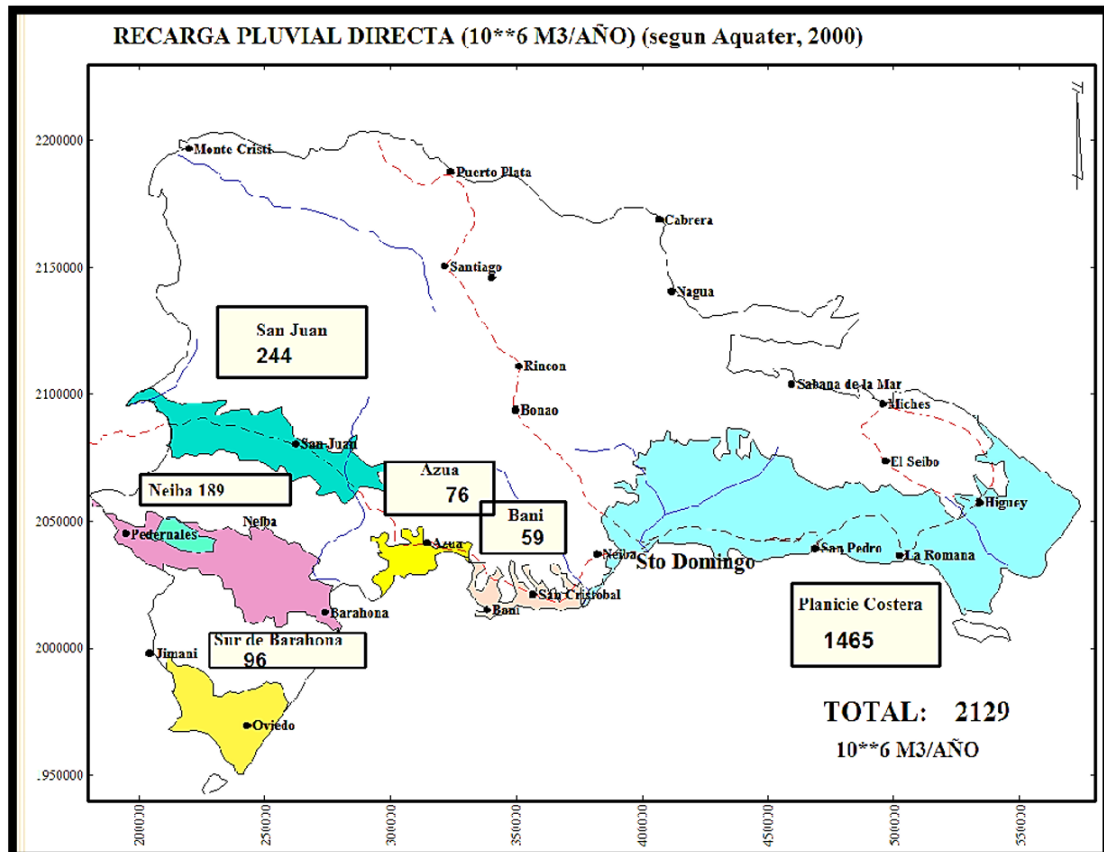 RECARGA PLUVIAL DIRECTA (10**6 M3/AÑO) (segun Aquater, 2000)
2200000
Monte Cristi
Puerto Plata
Cabrera
2150000
Santiago
Nagua
San Juan
244
Rincon
Sabana de la Mar
2100000
Bonao
Miches
San Juan
El Seibo
Azua
76
Neiba 189
Higuey
Bani
59
2050000
Neiba
Pedernales
Azua
Neiba
Sto Domingo
San Pedro
La Romana
San Cristobal
Bani
Barahona
Planicie Costera
1465
Sur de Barahona
96
2000000
Jimani
Oviedo
TOTAL: 2129
10**6 M3/AÑO
1950000
200000
250000
300000
350000
400000
450000
500000
550000